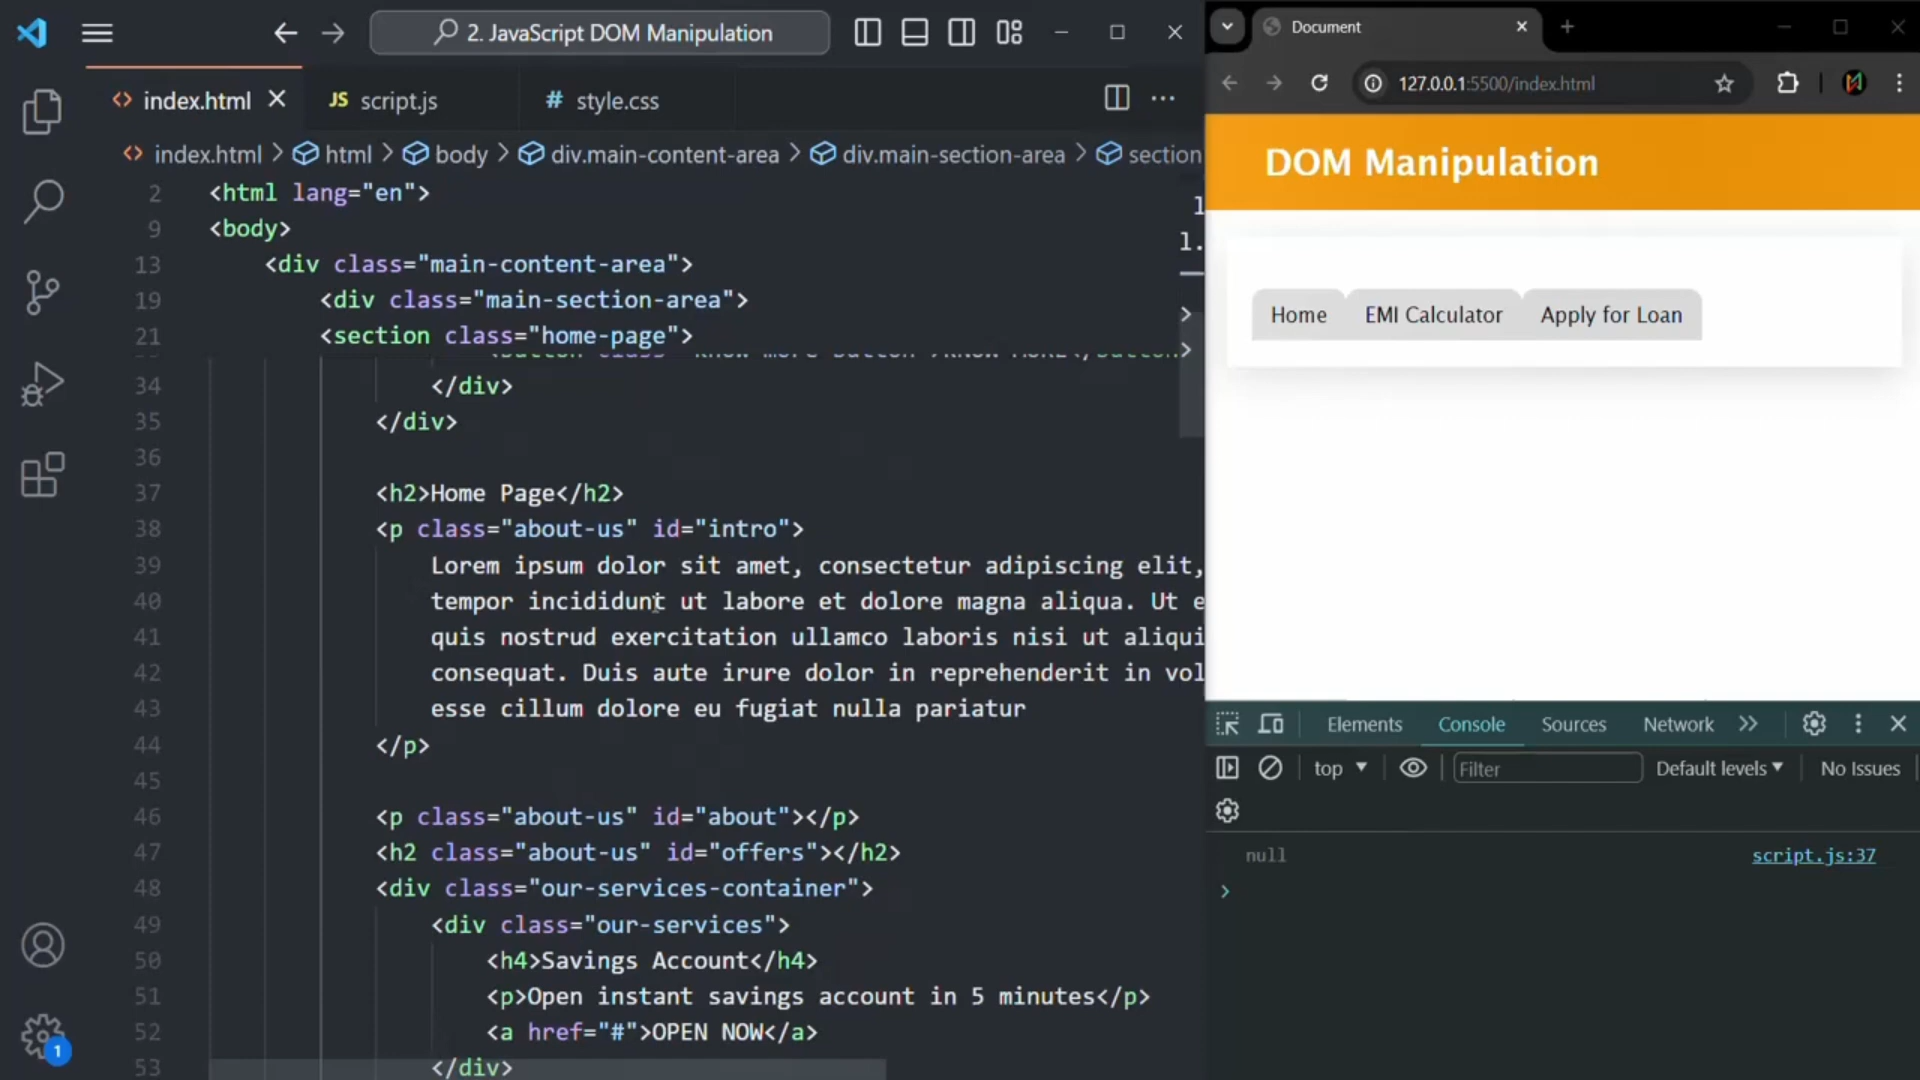 2. JavaScript DOM Manipulation
index.html
JS script.js
# style.css
index.html > html > body > div.main-content-area > div.main-section-area > section
2 <html lang="en">
9 <body>
13 <div class="main-content-area">
19 <div class="main-section-area">
21 <section class="home-page">
34 </div>
35 </div>
36
37 <h2>Home Page</h2>
38 <p class="about-us" id="intro">
39 Lorem ipsum dolor sit amet, consectetur adipiscing elit,
40 tempor incididunt ut labore et dolore magna aliqua. Ut e
41 quis nostrud exercitation ullamco laboris nisi ut aliqui
42 consequat. Duis aute irure dolor in reprehenderit in vol
43 esse cillum dolore eu fugiat nulla pariatur
44 </p>
45
46 <p class="about-us" id="about"></p>
47 <h2 class="about-us" id="offers"></h2>
48 <div class="our-services-container">
49 <div class="our-services">
50 <h4>Savings Account</h4>
51 <p>Open instant savings account in 5 minutes</p>
52 <a href="#">OPEN NOW</a>
53 </div>
1
Document
127.0.0.1:5500/index.html
DOM Manipulation
Home EMI Calculator Apply for Loan
Elements Console Sources Network
top Filter Default levels No Issues
null script.js:37